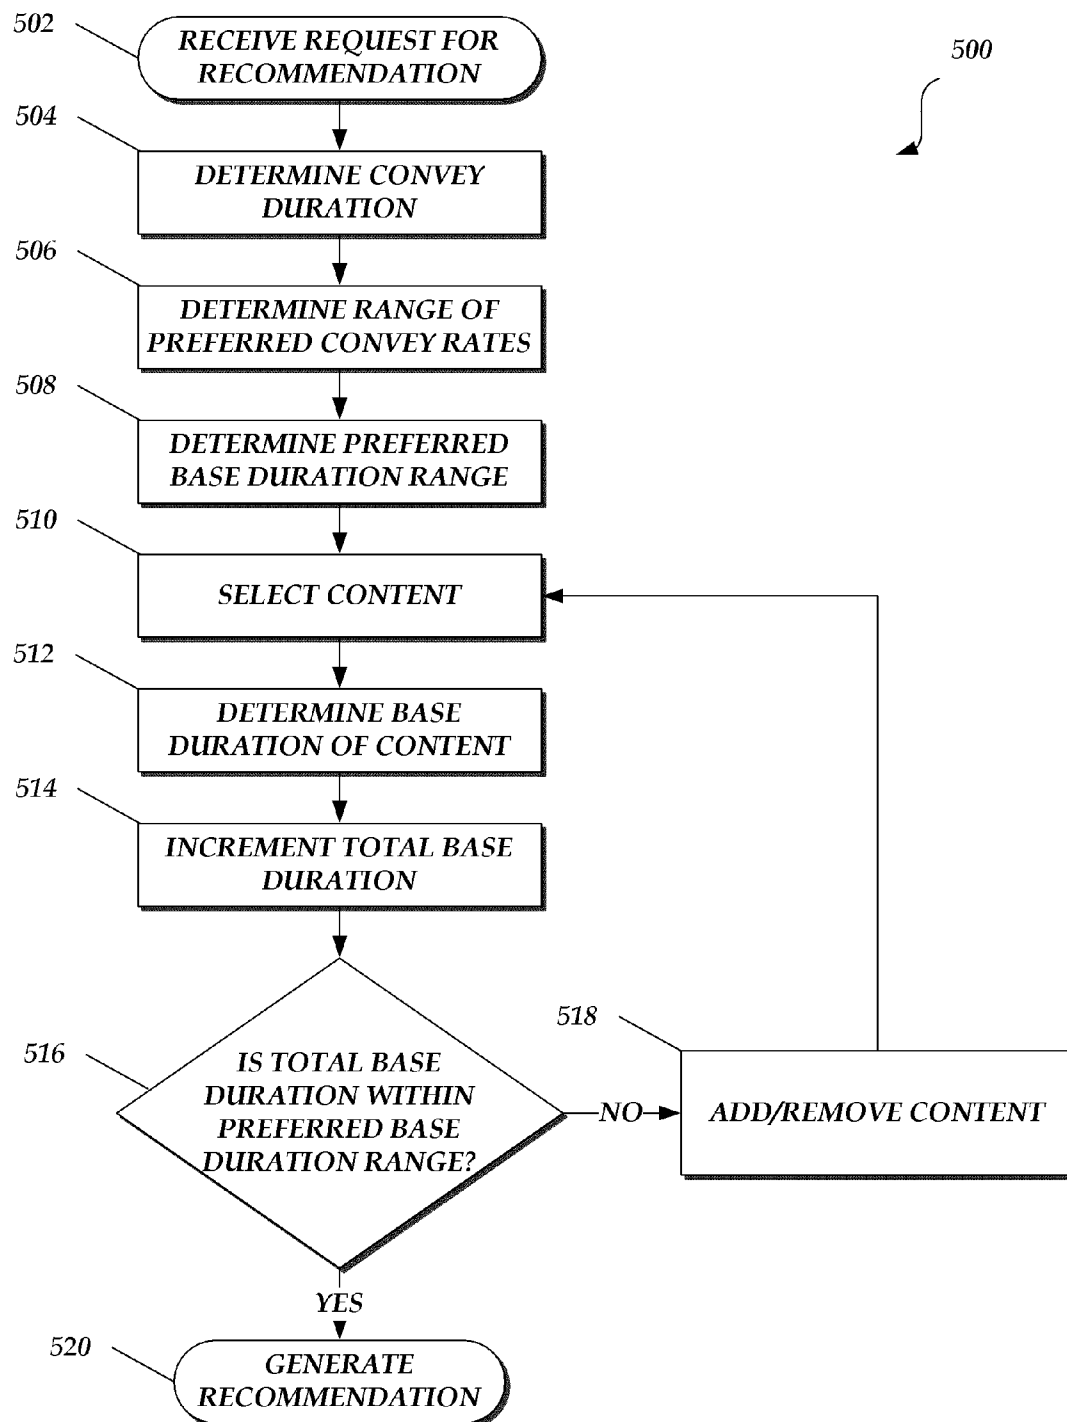 502
RECEIVE REQUEST FOR
RECOMMENDATION
500
504
DETERMINE CONVEY
DURATION
506
DETERMINE RANGE OF
PREFERRED CONVEY RATES
508
DETERMINE PREFERRED
BASE DURATION RANGE
510
SELECT CONTENT
512
DETERMINE BASE
DURATION OF CONTENT
514
INCREMENT TOTAL BASE
DURATION
516
IS TOTAL BASE
DURATION WITHIN
PREFERRED BASE
DURATION RANGE?
NO
518
ADD/REMOVE CONTENT
YES
520
GENERATE
RECOMMENDATION